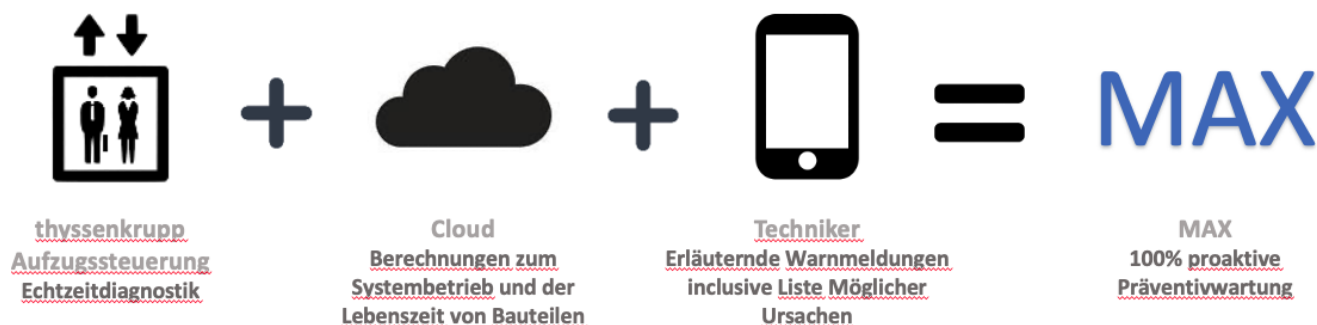 MAX
thyssenkrupp
Aufzugssteuerung
Echtzeitdiagnostik
Cloud
Berechnungen zum
Systembetrieb und der
Lebenszeit von Bauteilen
Techniker
Erläuternde Warnmeldungen
inclusive Liste Möglicher
Ursachen
MAX
100% proaktive
Präventivwartung